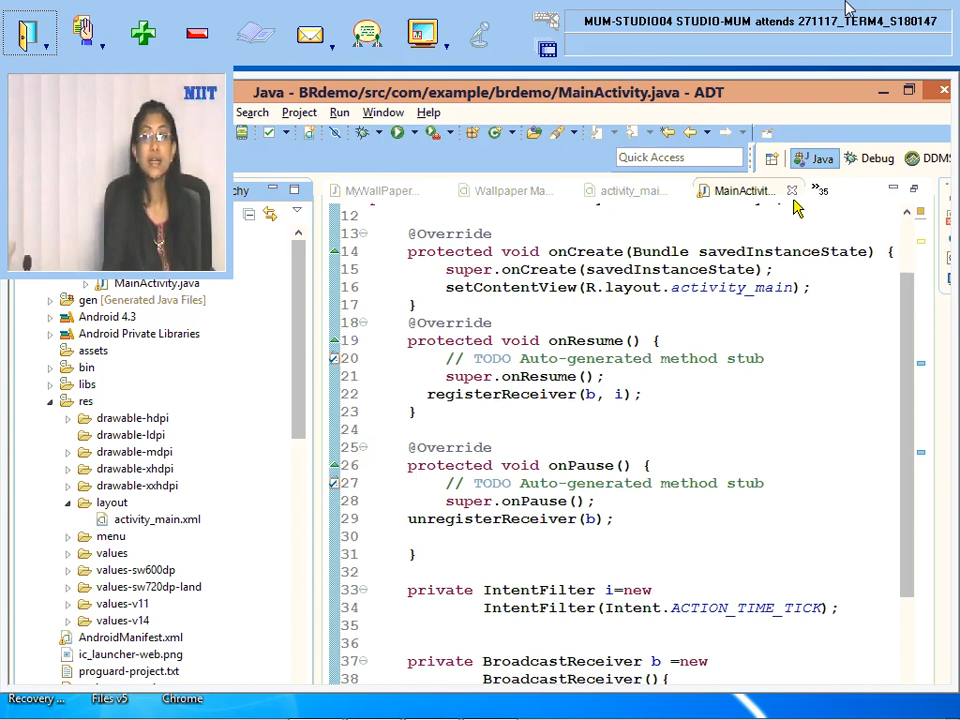 MUM-STUDIO04 STUDIO-MUM attends 271117_TERM4_S180147
NIIT
Java - BRdemo/src/com/example/brdemo/MainActivity.java - ADT
Search Project Run Window Help
Quick Access
Java
Debug
DDM
chy
MyWallPaper...
Wallpaper Ma...
activity_mai...
MainActivit...
»35
12
13 @Override
14 protected void onCreate(Bundle savedInstanceState) {
15 super.onCreate(savedInstanceState);
16 setContentView(R.layout.activity_main);
17 }
18 @Override
19 protected void onResume() {
20 // TODO Auto-generated method stub
21 super.onResume();
22 registerReceiver(b, i);
23 }
24
25 @Override
26 protected void onPause() {
27 // TODO Auto-generated method stub
28 super.onPause();
29 unregisterReceiver(b);
30
31 }
32
33 private IntentFilter i=new
34 IntentFilter(Intent.ACTION_TIME_TICK);
35
36
37 private BroadcastReceiver b =new
38 BroadcastReceiver(){
MainActivity.java
gen [Generated Java Files]
Android 4.3
Android Private Libraries
assets
bin
libs
res
drawable-hdpi
drawable-ldpi
drawable-mdpi
drawable-xhdpi
drawable-xxhdpi
layout
activity_main.xml
menu
values
values-sw600dp
values-sw720dp-land
values-v11
values-v14
AndroidManifest.xml
ic_launcher-web.png
proguard-project.txt
Recovery ...
Files v5
Chrome